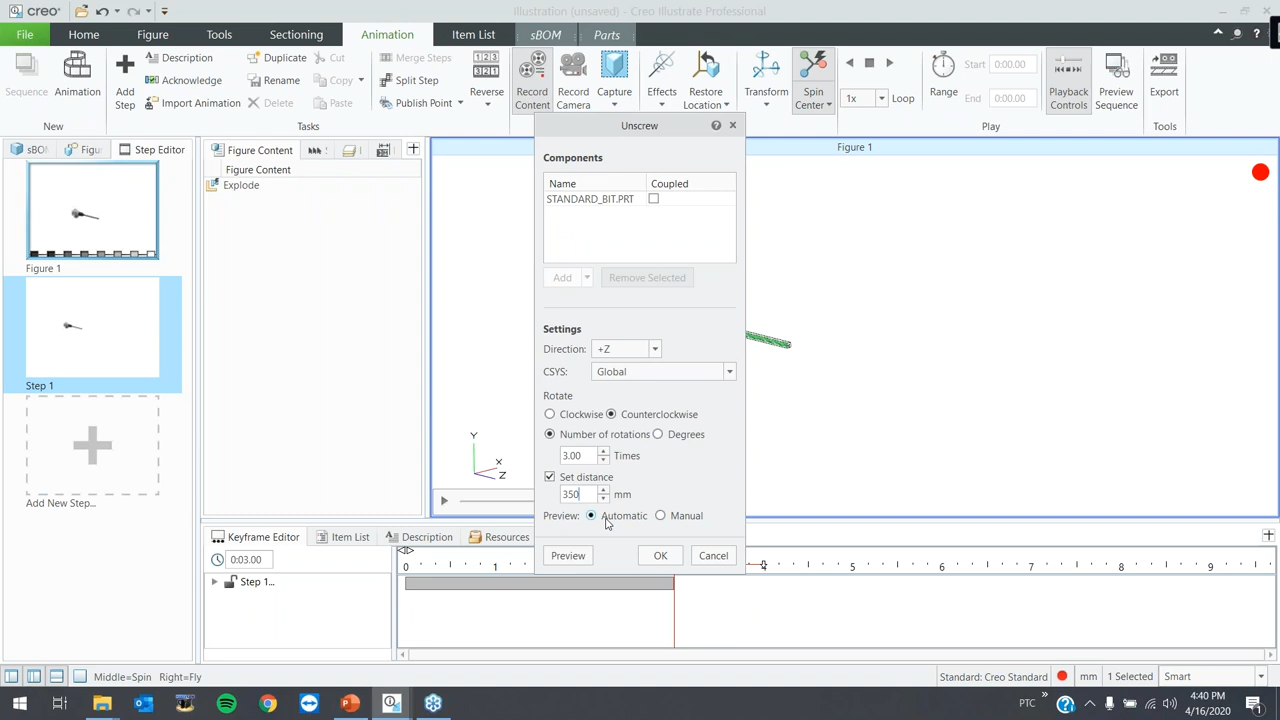 creo
Illustration (unsaved) - Creo Illustrate Professional
File
Home
Figure
Tools
Sectioning
Animation
Item List
sBOM
Parts
Sequence
Animation
New
Add Step
Description
Acknowledge
Import Animation
Duplicate
Rename
Delete
Cut
Copy
Paste
Merge Steps
Split Step
Publish Point
Tasks
Reverse
Record Content
Record Camera
Capture
Effects
Restore Location
Transform
Spin Center
1x
Loop
Range
Start
0:00.00
End
0:00.00
Playback Controls
Preview Sequence
Play
Export
Tools
sBO
Figu
Step Editor
Figure 1
Step 1
Add New Step...
Figure Content
Figure Content
Explode
Figure 1
Y
X
Z
Unscrew
Components
Name
Coupled
STANDARD_BIT.PRT
Add
Remove Selected
Settings
Direction:
+Z
CSYS:
Global
Rotate
Clockwise
Counterclockwise
Number of rotations
Degrees
3.00
Times
Set distance
350
mm
Preview:
Automatic
Manual
Preview
OK
Cancel
Keyframe Editor
Item List
Description
Resources
0:03.00
Step 1...
0
1
4
5
6
7
8
9
Middle=Spin Right=Fly
Standard: Creo Standard
mm
1 Selected
Smart
PTC
4:40 PM
4/16/2020